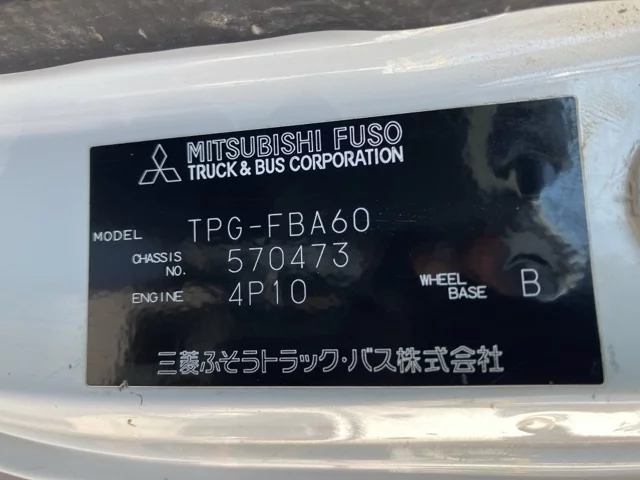 MITSUBISHI FUSO
TRUCK & BUS CORPORATION
MODEL TPG-FBA60
CHASSIS NO. 570473
ENGINE 4P10
WHEEL BASE B
三菱ふそうトラック・バス株式会社